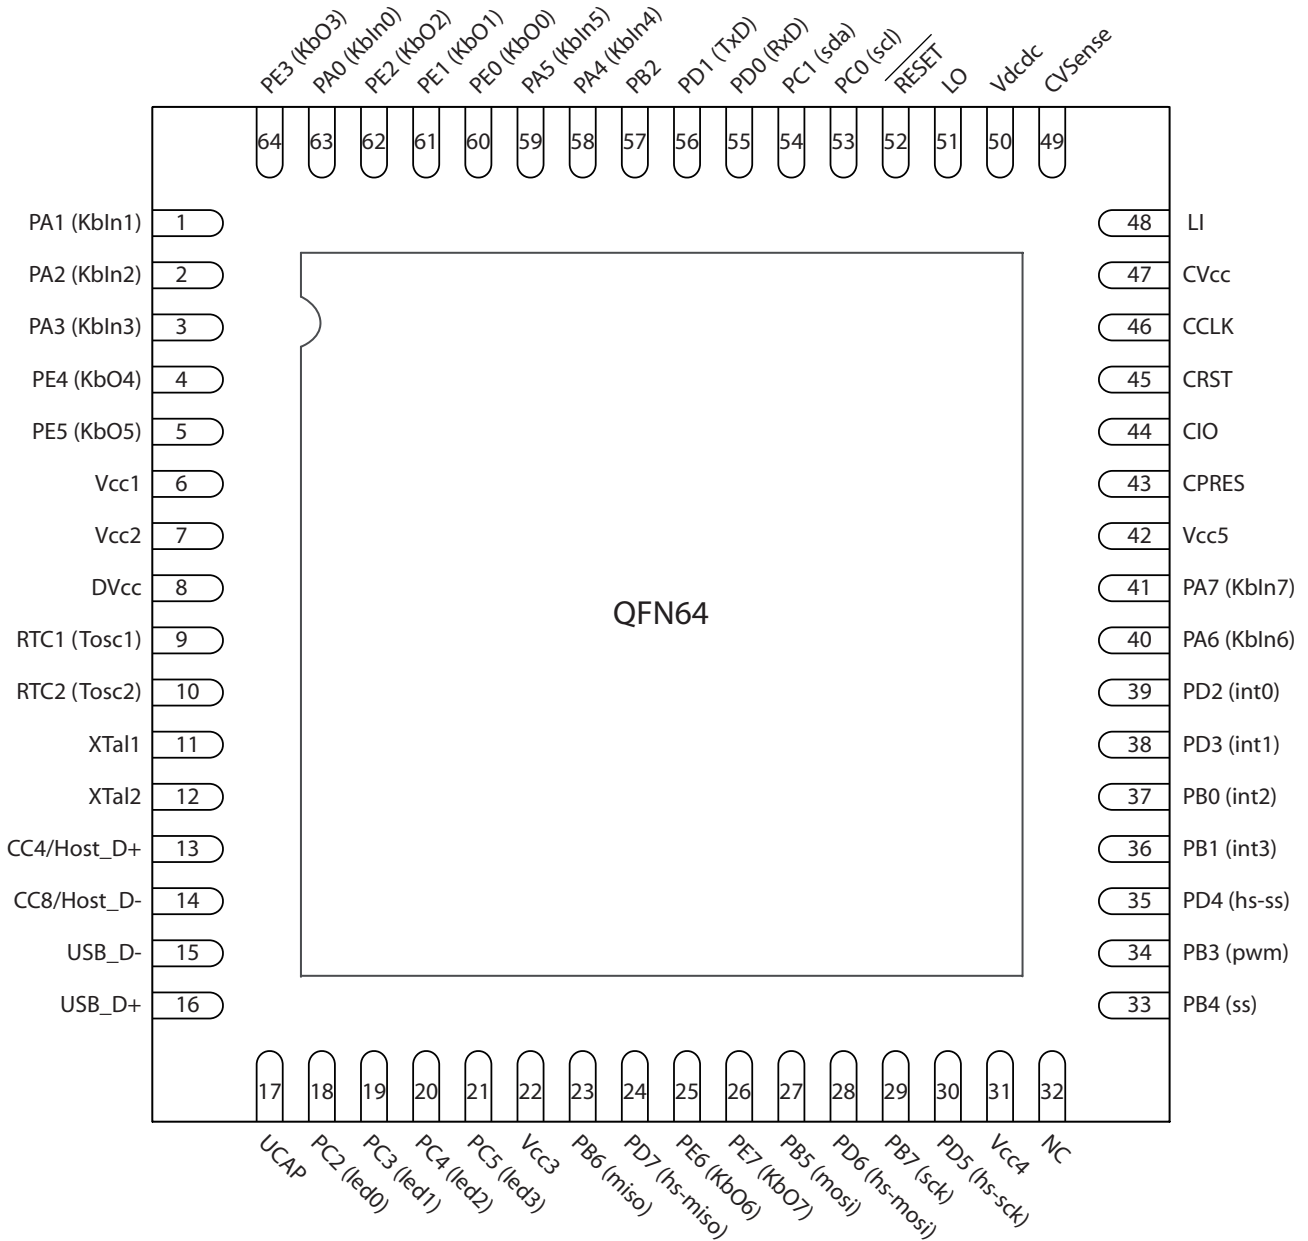 PE3 (KbO3)
PA0 (KbIn0)
PE2 (KbO2)
PE1 (KbO1)
PE0 (KbO0)
PA5 (KbIn5)
PA4 (KbIn4)
PB2
PD1 (TxD)
PD0 (RxD)
PC1 (sda)
PC0 (scl)
RESET
LO
Vdcdc
CVSense
64 63 62 61 60 59 58 57 56 55 54 53 52 51 50 49
PA1 (KbIn1) 1
48 LI
PA2 (KbIn2) 2
47 CVcc
PA3 (KbIn3) 3
46 CCLK
PE4 (KbO4) 4
45 CRST
PE5 (KbO5) 5
44 CIO
Vcc1 6
43 CPRES
Vcc2 7
42 Vcc5
DVcc 8
41 PA7 (KbIn7)
QFN64
RTC1 (Tosc1) 9
40 PA6 (KbIn6)
RTC2 (Tosc2) 10
39 PD2 (int0)
XTal1 11
38 PD3 (int1)
XTal2 12
37 PB0 (int2)
CC4/Host_D+ 13
36 PB1 (int3)
CC8/Host_D- 14
35 PD4 (hs-ss)
USB_D- 15
34 PB3 (pwm)
USB_D+ 16
33 PB4 (ss)
17 18 19 20 21 22 23 24 25 26 27 28 29 30 31 32
UCAP
PC2 (led0)
PC3 (led1)
PC4 (led2)
PC5 (led3)
Vcc3
PB6 (miso)
PD7 (hs-miso)
PE6 (KbO6)
PE7 (KbO7)
PB5 (mosi)
PD6 (hs-mosi)
PB7 (sck)
PD5 (hs-sck)
Vcc4
NC